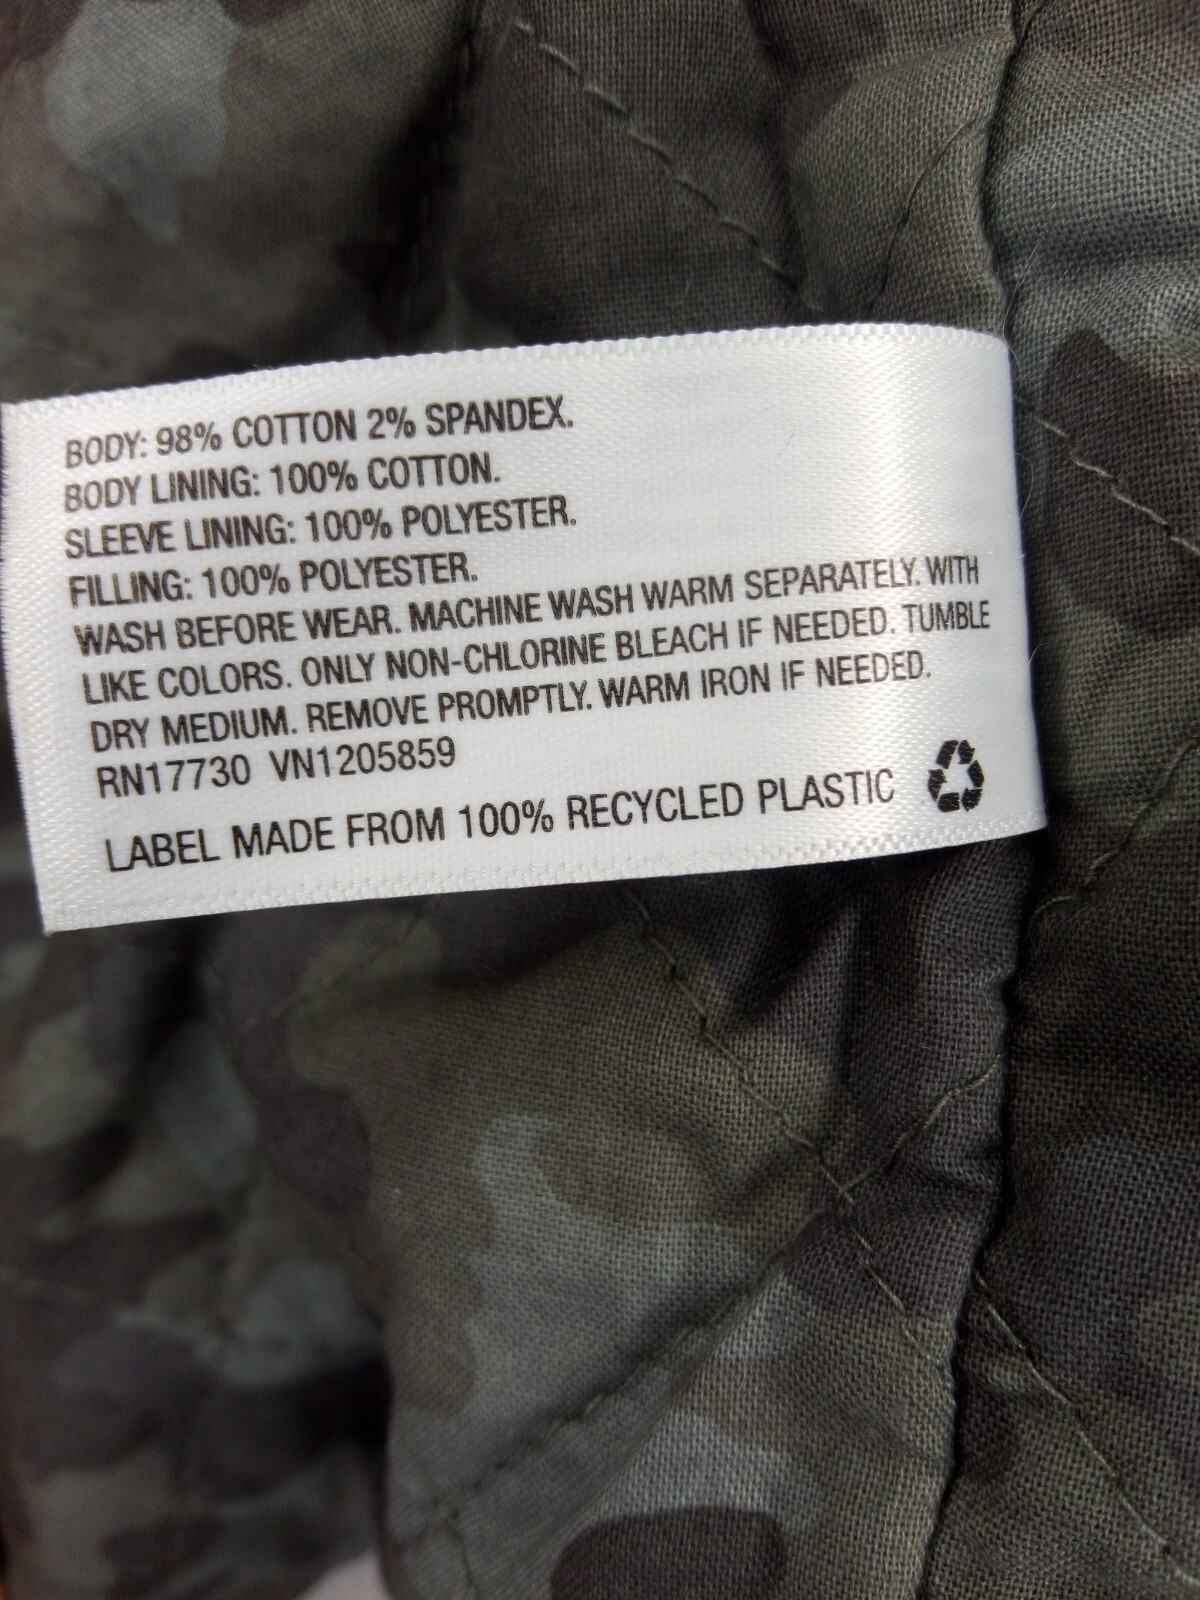 BODY: 98% COTTON 2% SPANDEX.
BODY LINING: 100% COTTON.
SLEEVE LINING: 100% POLYESTER.
FILLING: 100% POLYESTER.
WASH BEFORE WEAR. MACHINE WASH WARM SEPARATELY. WITH
LIKE COLORS. ONLY NON-CHLORINE BLEACH IF NEEDED. TUMBLE
DRY MEDIUM. REMOVE PROMPTLY. WARM IRON IF NEEDED.
RN17730 VN1205859
LABEL MADE FROM 100% RECYCLED PLASTIC